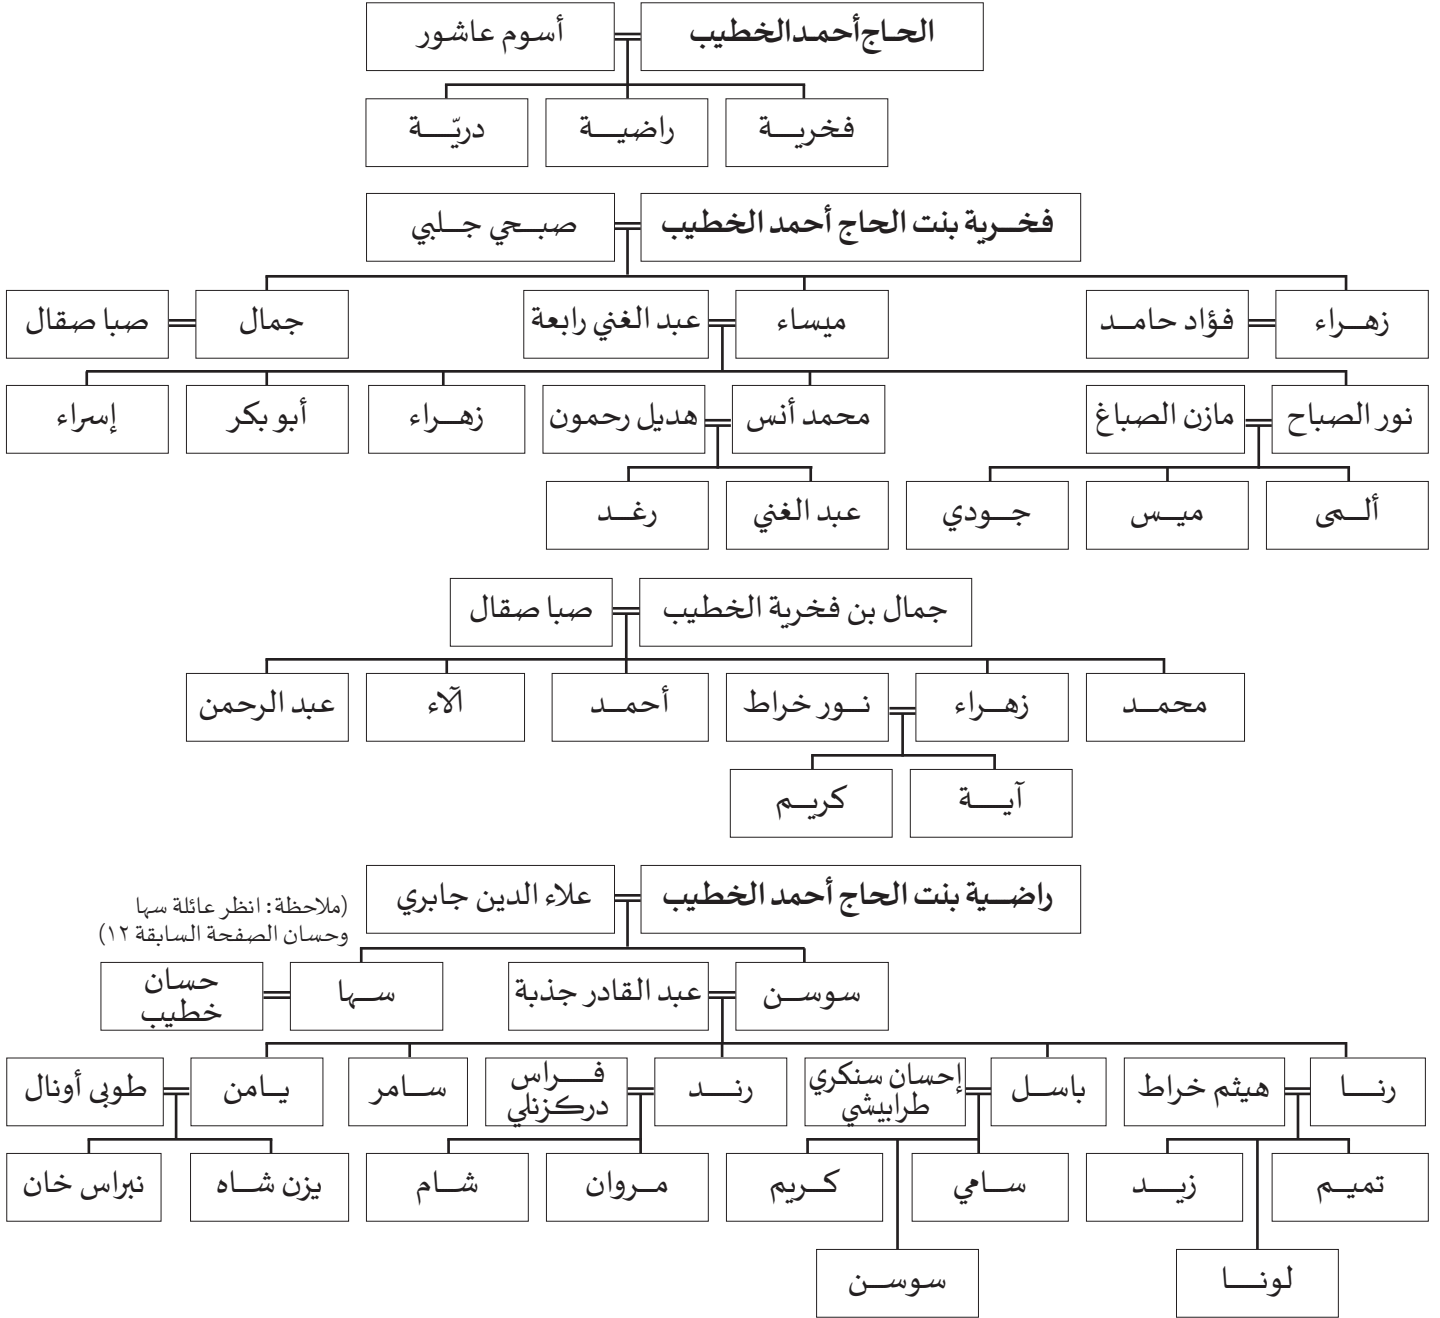 الحاج أحمد الخطيب
أسوم عاشور
فخرية
راضية
دريّة
فخرية بنت الحاج أحمد الخطيب
صبحي جلبي
زهراء
فؤاد حامد
ميساء
عبد الغني رابعة
جمال
صبا صقال
نور الصباح
مازن الصباغ
محمد أنس
هديل رحمون
زهراء
أبو بكر
إسراء
ألمى
ميس
جودي
عبد الغني
رغد
جمال بن فخرية الخطيب
صبا صقال
محمد
زهراء
نور خراط
أحمد
آلاء
عبد الرحمن
آية
كريم
راضية بنت الحاج أحمد الخطيب
علاء الدين جابري
(ملاحظة: انظر عائلة سها
وحسان الصفحة السابقة ١٢)
سوسن
عبد القادر جذبة
سها
حسان
خطيب
رنا
هيثم خراط
باسل
إحسان سنكري
طرابيشي
رند
فراس
دركزنلي
سامر
يامن
طوبى أونال
تميم
زيد
سامي
كريم
مروان
شام
يزن شاه
نبراس خان
لونا
سوسن